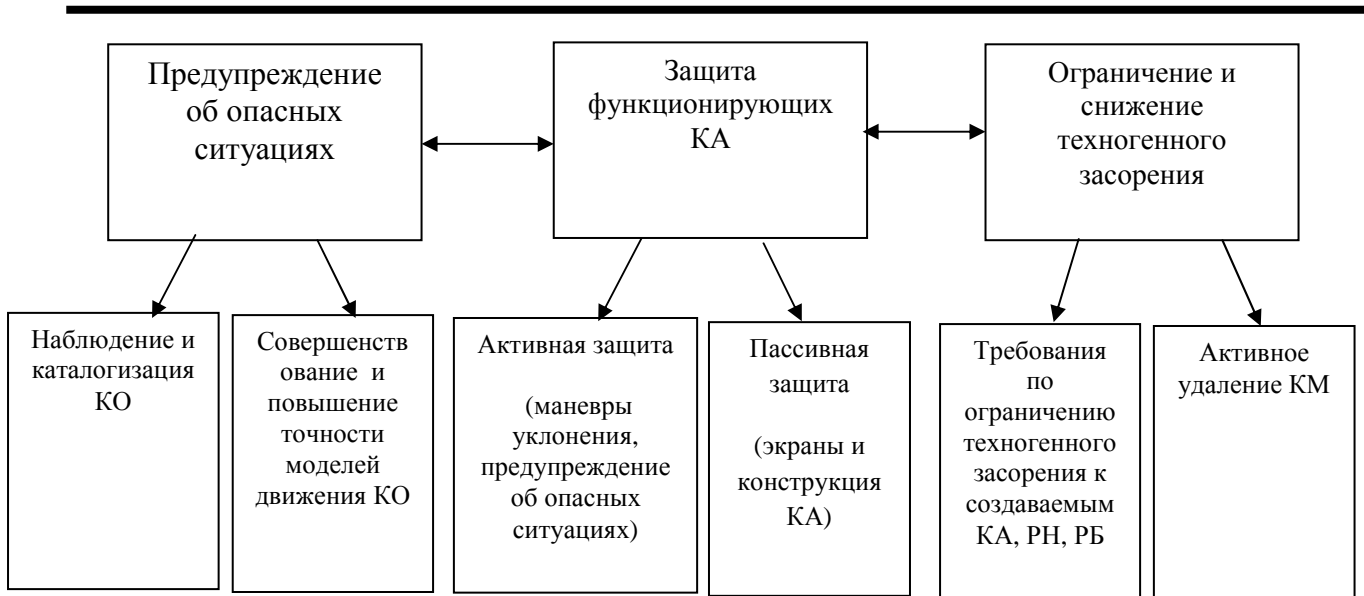 Предупреждение
об опасных
ситуациях
Защита
функционирующих
КА
Ограничение и
снижение
техногенного
засорения
Наблюдение и
каталогизация
КО
Совершенств
ование и
повышение
точности
моделей
движения КО
Активная защита
(маневры
уклонения,
предупреждение
об опасных
ситуациях)
Пассивная
защита
(экраны и
конструкция
КА)
Требования
по
ограничению
техногенного
засорения к
создаваемым
КА, РН, РБ
Активное
удаление КМ